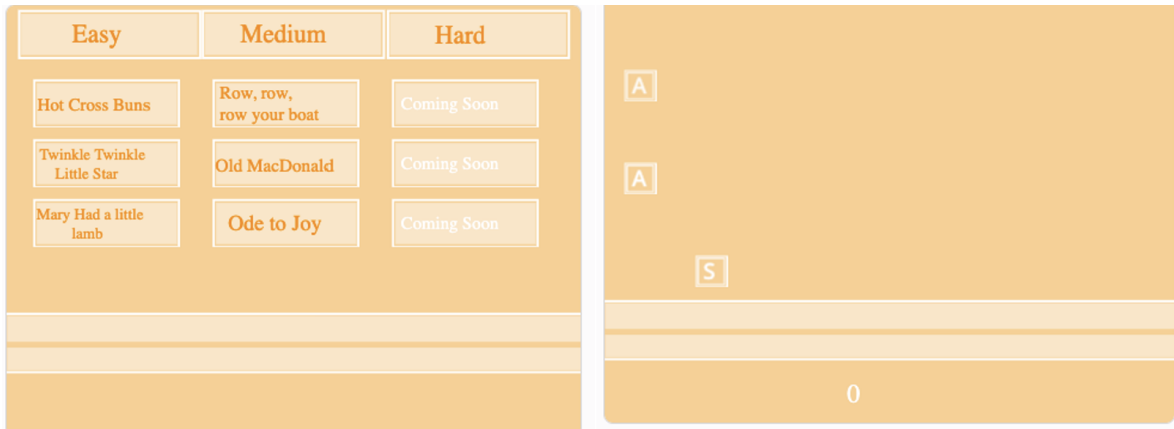 Easy
Medium
Hard
Hot Cross Buns
Row, row,
row your boat
Coming Soon
Twinkle Twinkle
Little Star
Old MacDonald
Coming Soon
Mary Had a little
lamb
Ode to Joy
Coming Soon
A
A
S
0